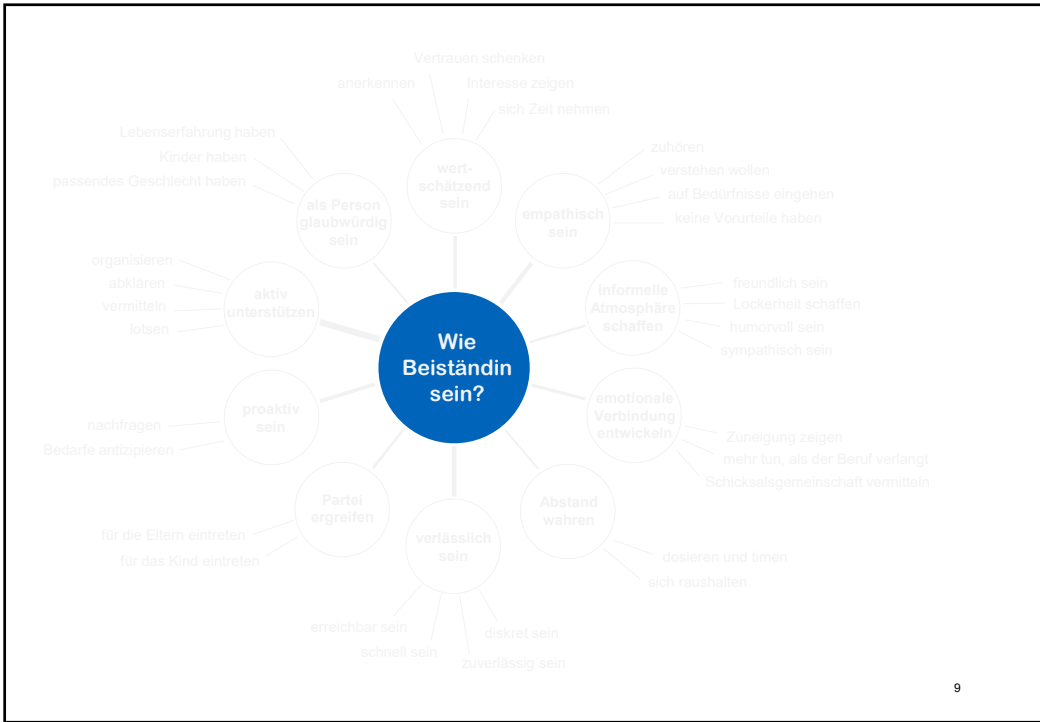 Vertrauen schenken
anerkennen
Interesse zeigen
sich Zeit nehmen
wert-
schätzend
sein
zuhören
verstehen wollen
auf Bedürfnisse eingehen
keine Vorurteile haben
empathisch
sein
freundlich sein
Lockerheit schaffen
humorvoll sein
sympathisch sein
informelle
Atmosphäre
schaffen
emotionale
Verbindung
entwickeln
Zuneigung zeigen
mehr tun, als der Beruf verlangt
Schicksalsgemeinschaft vermitteln
Abstand
wahren
dosieren und timen
sich raushalten
verlässlich
sein
diskret sein
zuverlässig sein
schnell sein
erreichbar sein
Partei
ergreifen
für die Eltern eintreten
für das Kind eintreten
proaktiv
sein
nachfragen
Bedarfe antizipieren
aktiv
unterstützen
organisieren
abklären
vermitteln
lotsen
als Person
glaubwürdig
sein
Lebenserfahrung haben
Kinder haben
passendes Geschlecht haben
Wie
Beiständin
sein?
9